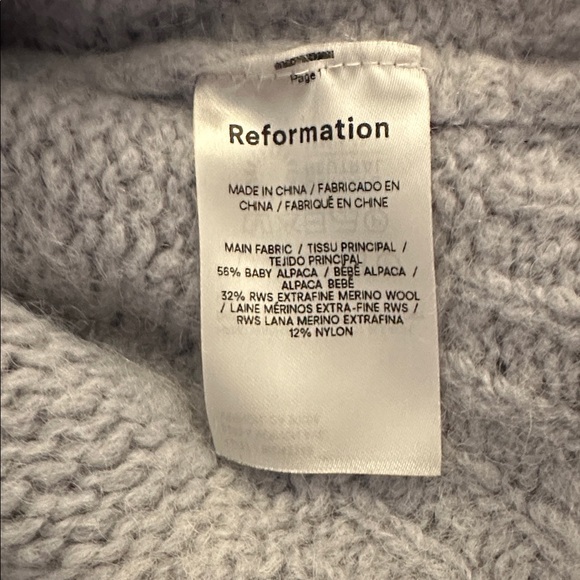 Page 1
Reformation
MADE IN CHINA / FABRICADO EN
CHINA / FABRIQUÉ EN CHINE
MAIN FABRIC / TISSU PRINCIPAL /
TEJIDO PRINCIPAL
56% BABY ALPACA / BÉBÉ ALPACA /
ALPACA BEBÉ
32% RWS EXTRAFINE MERINO WOOL
/ LAINE MÉRINOS EXTRA-FINE RWS /
RWS LANA MERINO EXTRAFINA
12% NYLON